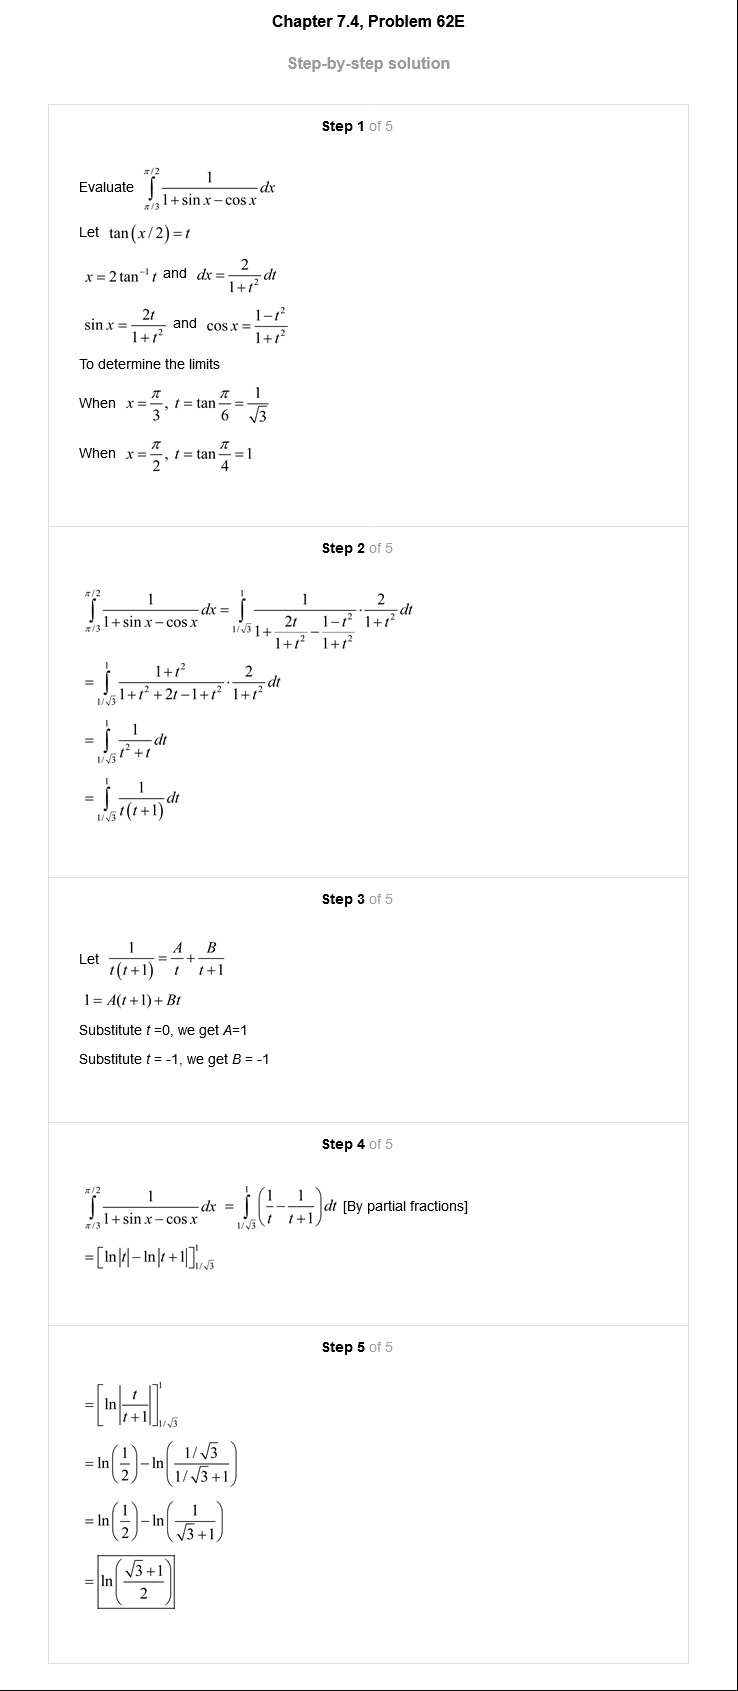 Chapter 7.4, Problem 62E
Step-by-step solution
Step 1 of 5
Evaluate $\int_{\pi/3}^{\pi/2} \frac{1}{1+\sin x-\cos x} dx$
Let $\tan(x/2)=t$
$x=2\tan^{-1}t$ and $dx=\frac{2}{1+t^2}dt$
$\sin x=\frac{2t}{1+t^2}$ and $\cos x=\frac{1-t^2}{1+t^2}$
To determine the limits
When $x=\frac{\pi}{3}, t=\tan\frac{\pi}{6}=\frac{1}{\sqrt{3}}$
When $x=\frac{\pi}{2}, t=\tan\frac{\pi}{4}=1$
Step 2 of 5
$\int_{\pi/3}^{\pi/2} \frac{1}{1+\sin x-\cos x} dx=\int_{1/\sqrt{3}}^{1} \frac{1}{1+\frac{2t}{1+t^2}-\frac{1-t^2}{1+t^2}}\cdot\frac{2}{1+t^2}dt$
$=\int_{1/\sqrt{3}}^{1} \frac{1+t^2}{1+t^2+2t-1+t^2}\cdot\frac{2}{1+t^2}dt$
$=\int_{1/\sqrt{3}}^{1} \frac{1}{t^2+t}dt$
$=\int_{1/\sqrt{3}}^{1} \frac{1}{t(t+1)}dt$
Step 3 of 5
Let $\frac{1}{t(t+1)}=\frac{A}{t}+\frac{B}{t+1}$
$1=A(t+1)+Bt$
Substitute t =0, we get A=1
Substitute t = -1, we get B = -1
Step 4 of 5
$\int_{\pi/3}^{\pi/2} \frac{1}{1+\sin x-\cos x} dx = \int_{1/\sqrt{3}}^{1} \left(\frac{1}{t}-\frac{1}{t+1}\right)dt$ [By partial fractions]
$=\left[\ln|t|-\ln|t+1|\right]_{1/\sqrt{3}}^{1}$
Step 5 of 5
$=\left[\ln\left|\frac{t}{t+1}\right|\right]_{1/\sqrt{3}}^{1}$
$=\ln\left(\frac{1}{2}\right)-\ln\left(\frac{1/\sqrt{3}}{1/\sqrt{3}+1}\right)$
$=\ln\left(\frac{1}{2}\right)-\ln\left(\frac{1}{\sqrt{3}+1}\right)$
$=\boxed{\ln\left(\frac{\sqrt{3}+1}{2}\right)}$